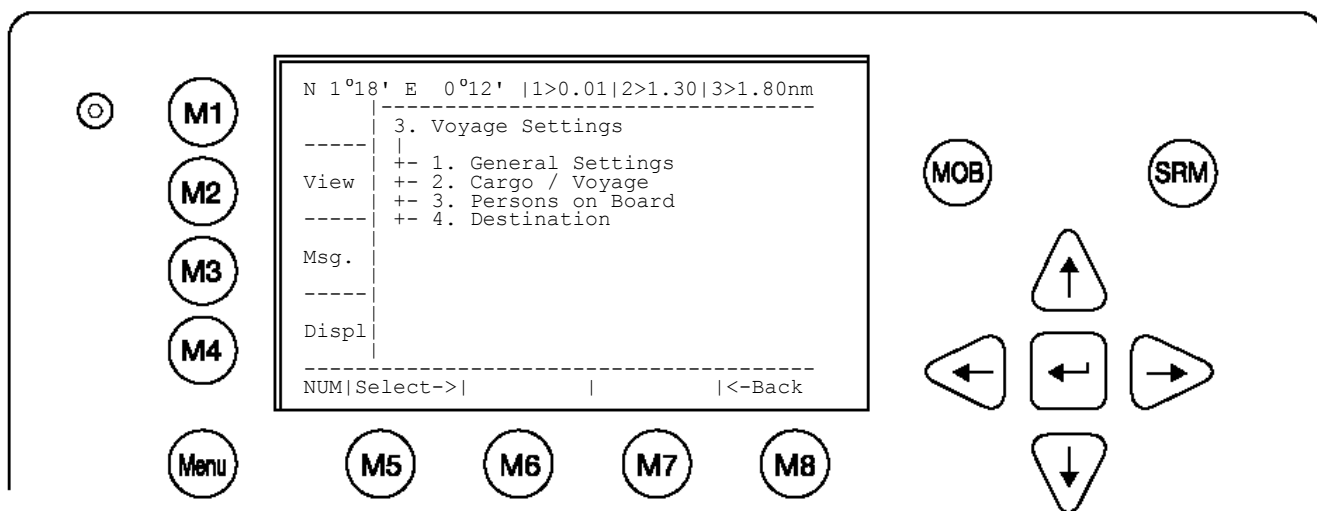 N 1°18' E 0°12' |1>0.01|2>1.30|3>1.80nm
3. Voyage Settings
+- 1. General Settings
View
+- 2. Cargo / Voyage
+- 3. Persons on Board
+- 4. Destination
Msg.
Displ
NUM|Select->| | |<-Back
M1
M2
M3
M4
Menu
M5
M6
M7
M8
MOB
SRM